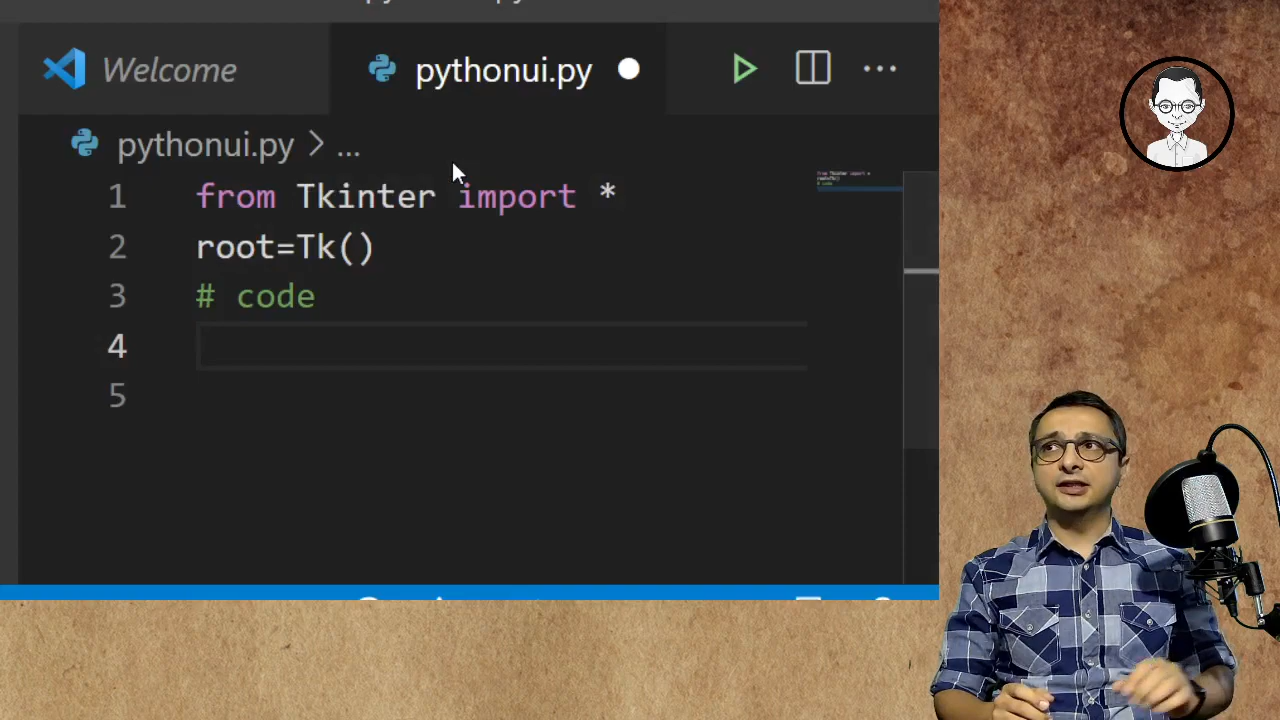 Welcome
pythonui.py
pythonui.py > ...
1 from Tkinter import *
2 root=Tk()
3 # code
4
5